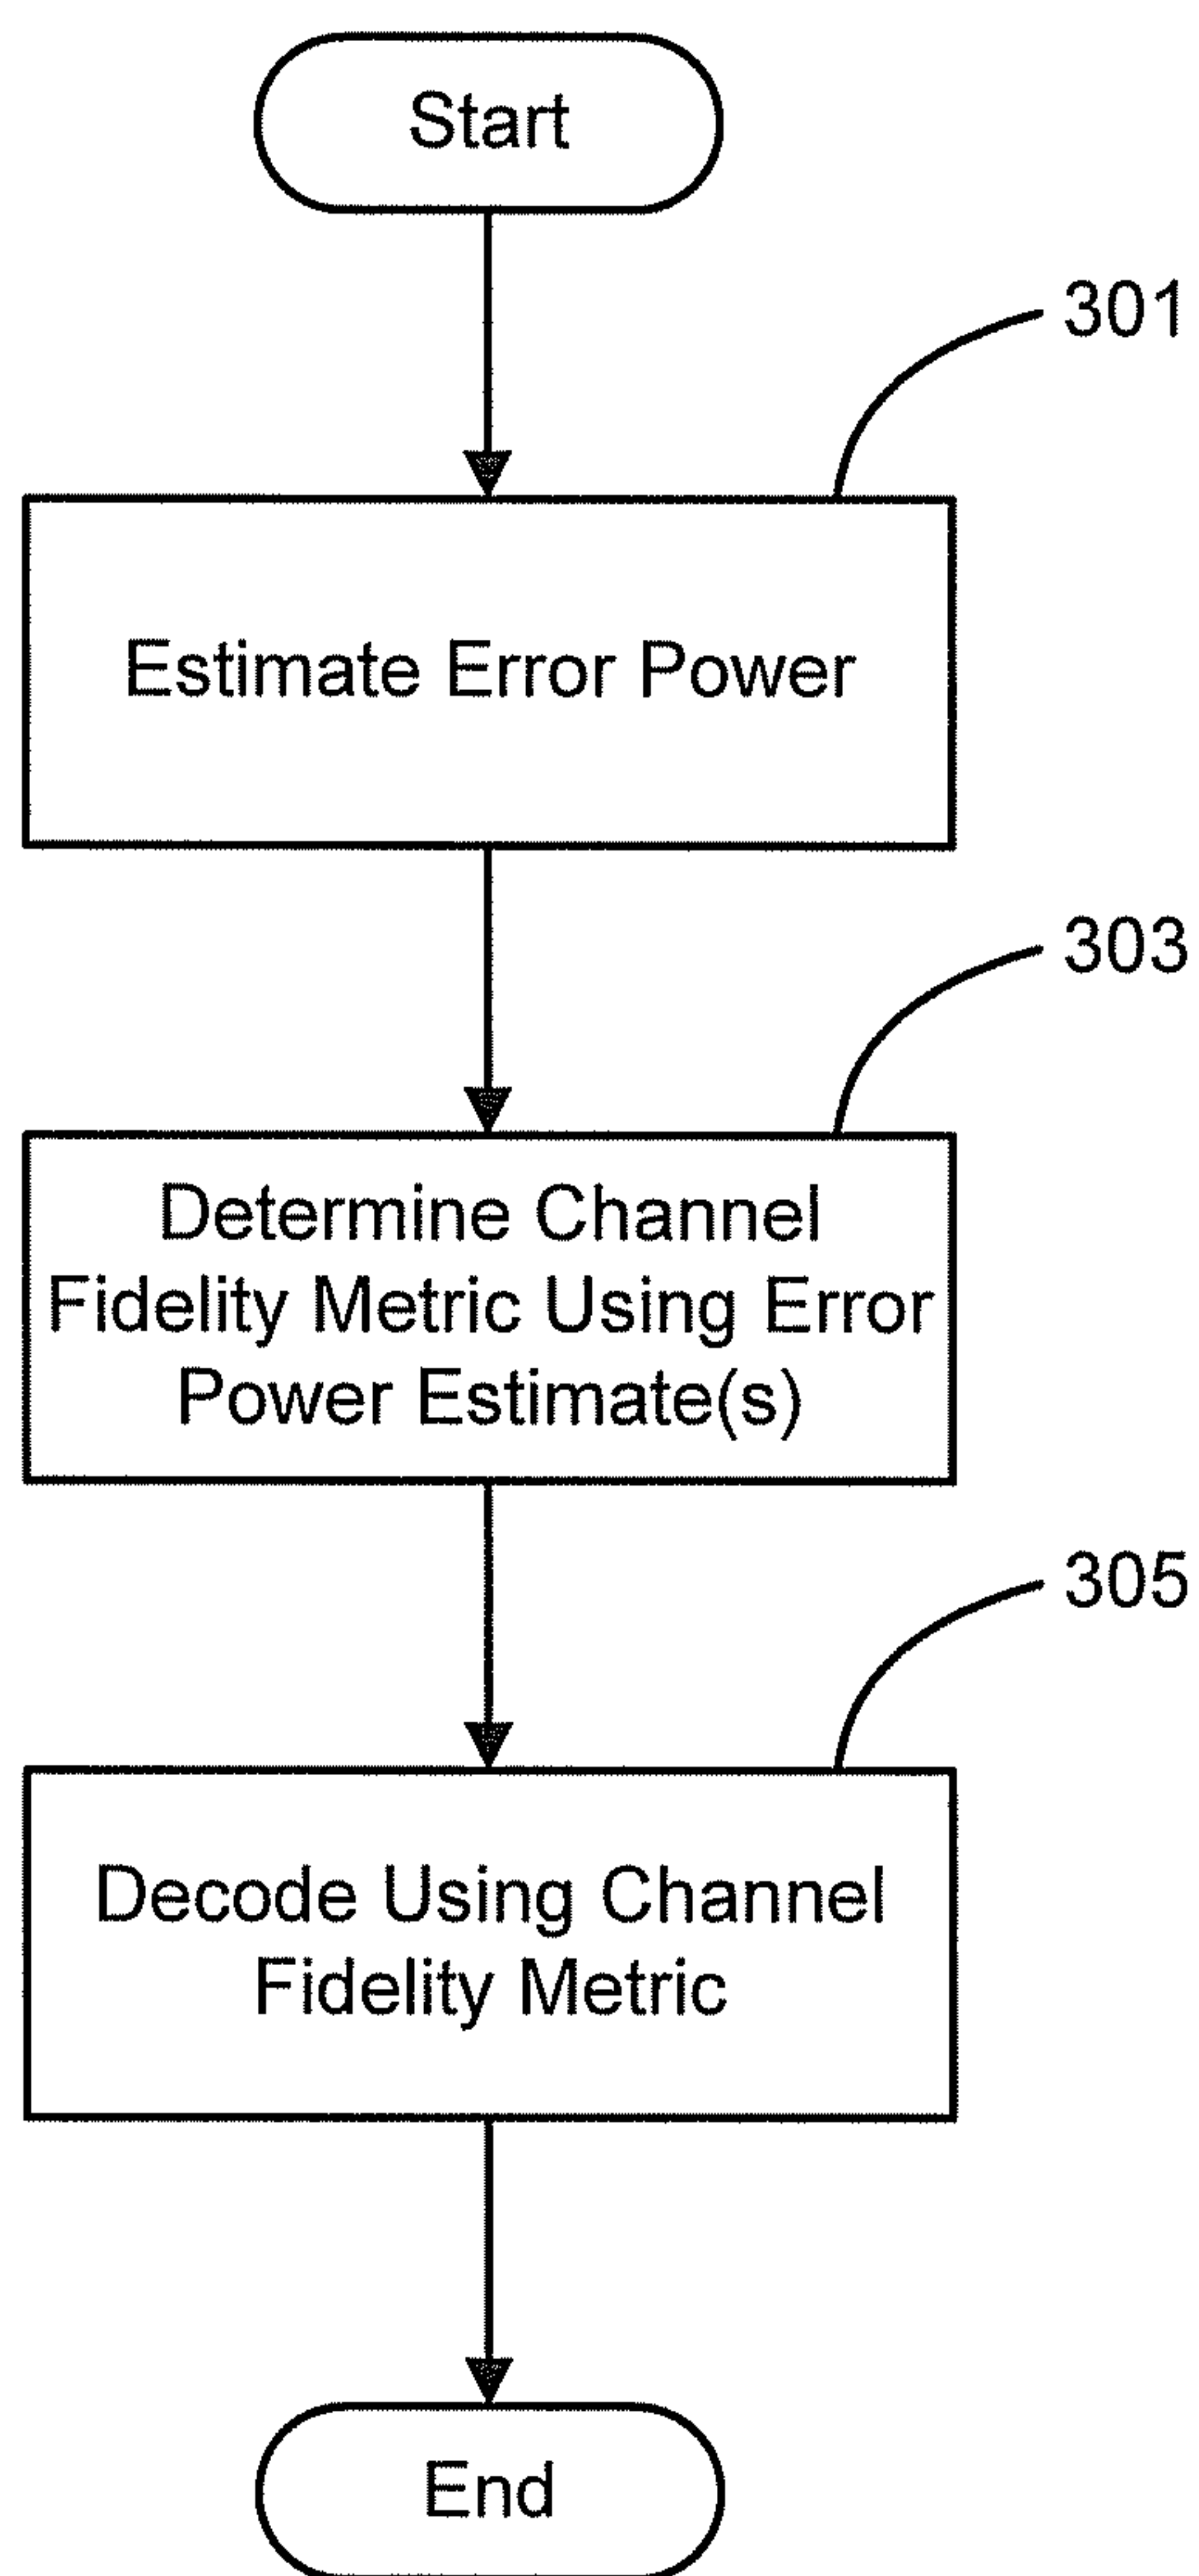 Start
301
Estimate Error Power
303
Determine Channel
Fidelity Metric Using Error
Power Estimate(s)
305
Decode Using Channel
Fidelity Metric
End